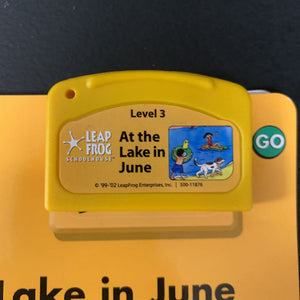 Level 3
LEAP
FROG
SCHOOLHOUSE
At the
Lake in
June
© '99-'02 LeapFrog Enterprises, Inc. | 500-11876
GO
Lake in June